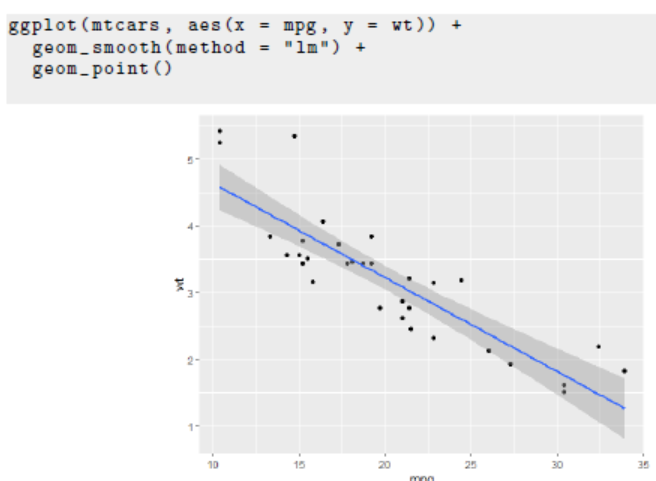 ggplot(mtcars, aes(x = mpg, y = wt)) +
geom_smooth(method = "lm") +
geom_point()
5
4
wt
3
2
1
10 15 20 25 30 35
mpg